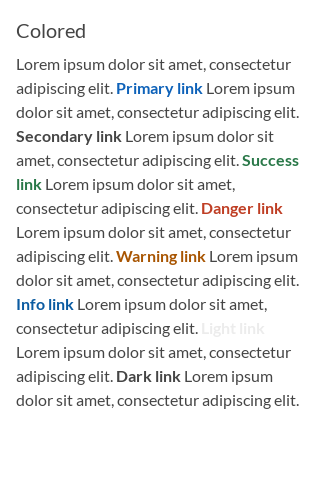 Colored
Lorem ipsum dolor sit amet, consectetur
adipiscing elit. Primary link Lorem ipsum
dolor sit amet, consectetur adipiscing elit.
Secondary link Lorem ipsum dolor sit
amet, consectetur adipiscing elit. Success
link Lorem ipsum dolor sit amet,
consectetur adipiscing elit. Danger link
Lorem ipsum dolor sit amet, consectetur
adipiscing elit. Warning link Lorem ipsum
dolor sit amet, consectetur adipiscing elit.
Info link Lorem ipsum dolor sit amet,
consectetur adipiscing elit. Light link
Lorem ipsum dolor sit amet, consectetur
adipiscing elit. Dark link Lorem ipsum
dolor sit amet, consectetur adipiscing elit.